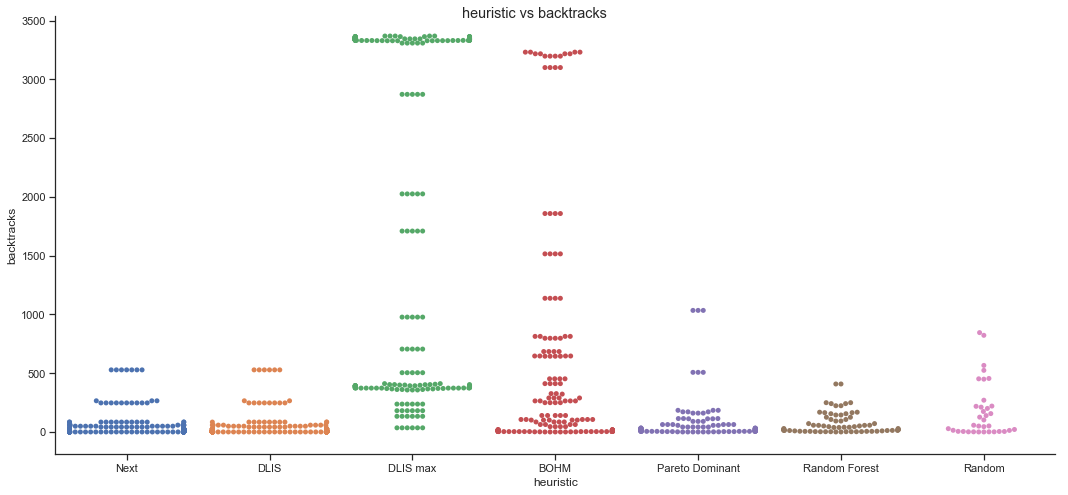 heuristic vs backtracks
3500
3000
2500
2000
1500
1000
500
0
backtracks
Next DLIS DLIS max BOHM Pareto Dominant Random Forest Random
heuristic